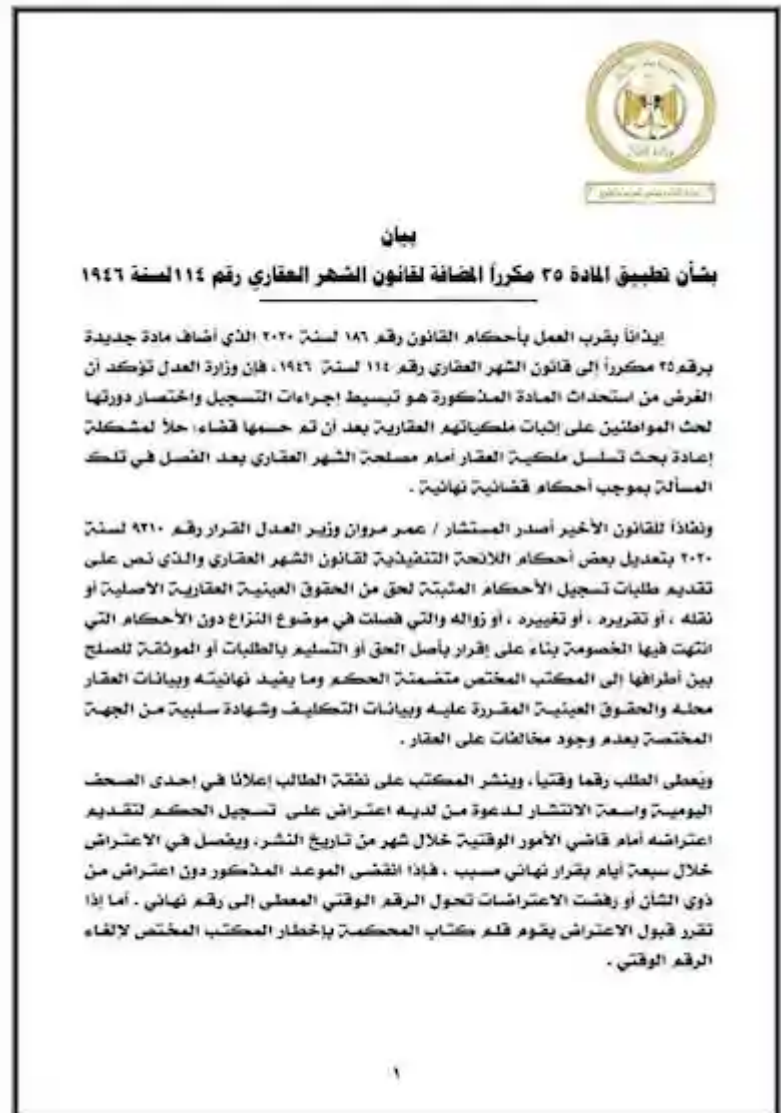 وزارة العدل
بيان
بشأن تطبيق المادة ٣٥ مكرراً المضافة لقانون الشهر العقاري رقم ١١٤ لسنة ١٩٤٦
إيذاناً بقرب العمل بأحكام القانون رقم ١٨٦ لسنة ٢٠٢٠ الذي أضاف مادة جديدة
برقم ٣٥ مكرراً إلى قانون الشهر العقاري رقم ١١٤ لسنة ١٩٤٦ ، فإن وزارة العدل تؤكد أن
الغرض من استحداث المادة المذكورة هو تبسيط إجراءات التسجيل واختصار دورتها
لحث المواطنين على إثبات ملكياتهم العقارية بعد أن تم حسمها قضاء؛ حلاً لمشكلة
إعادة بحث تسلسل ملكية العقار أمام مصلحة الشهر العقاري بعد الفصل في تلك
المسألة بموجب أحكام قضائية نهائية .
ونفاذاً للقانون الأخير أصدر المستشار / عمر مروان وزير العدل القرار رقم ٩٣١٠ لسنة
٢٠٢٠ بتعديل بعض أحكام اللائحة التنفيذية لقانون الشهر العقاري والذي نص على
تقديم طلبات تسجيل الأحكام المثبتة لحق من الحقوق العينية العقارية الاصلية أو
نقله ، أو تقريره ، أو تغييره ، أو زواله والتي فصلت في موضوع النزاع دون الأحكام التي
انتهت فيها الخصومة بناءً على إقرار بأصل الحق أو التسليم بالطلبات أو الموثقة للصلح
بين أطرافها إلى المكتب المختص متضمنة الحكم وما يفيد نهائيته وبيانات العقار
محله والحقوق العينية المقررة عليه وبيانات التكليف وشهادة سلبية من الجهة
المختصة بعدم وجود مخالفات على العقار .
ويُعطى الطلب رقما وقتياً، وينشر المكتب على نفقة الطالب إعلانا في إحدى الصحف
اليومية واسعة الانتشار لدعوة من لديه اعتراض على تسجيل الحكم لتقديم
اعتراضه أمام قاضي الأمور الوقتية خلال شهر من تاريخ النشر، ويفصل في الاعتراض
خلال سبعة أيام بقرار نهائي مسبب ، فإذا انقضى الموعد المذكور دون اعتراض من
ذوي الشأن أو رفضت الاعتراضات تحول الرقم الوقتي المعطى إلى رقم نهائي . أما إذا
تقرر قبول الاعتراض يقوم قلم كتاب المحكمة بإخطار المكتب المختص لإلغاء
الرقم الوقتي .
١